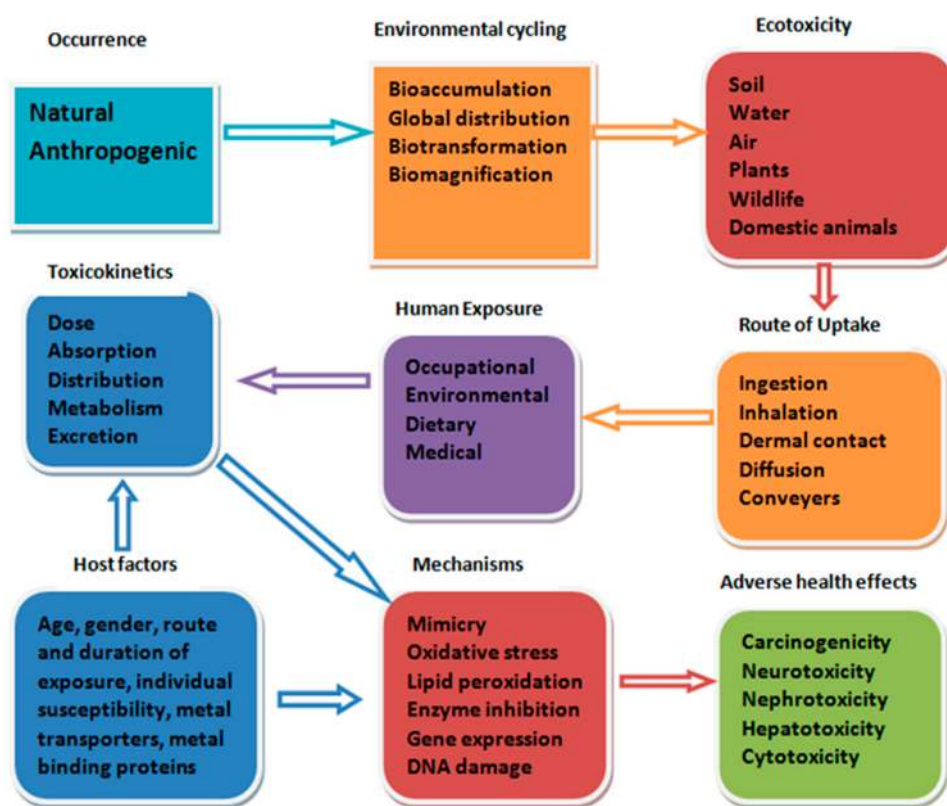 Occurrence
Natural
Anthropogenic
Environmental cycling
Bioaccumulation
Global distribution
Biotransformation
Biomagnification
Ecotoxicity
Soil
Water
Air
Plants
Wildlife
Domestic animals
Toxicokinetics
Dose
Absorption
Distribution
Metabolism
Excretion
Human Exposure
Occupational
Environmental
Dietary
Medical
Route of Uptake
Ingestion
Inhalation
Dermal contact
Diffusion
Conveyers
Host factors
Age, gender, route
and duration of
exposure, individual
susceptibility, metal
transporters, metal
binding proteins
Mechanisms
Mimicry
Oxidative stress
Lipid peroxidation
Enzyme inhibition
Gene expression
DNA damage
Adverse health effects
Carcinogenicity
Neurotoxicity
Nephrotoxicity
Hepatotoxicity
Cytotoxicity